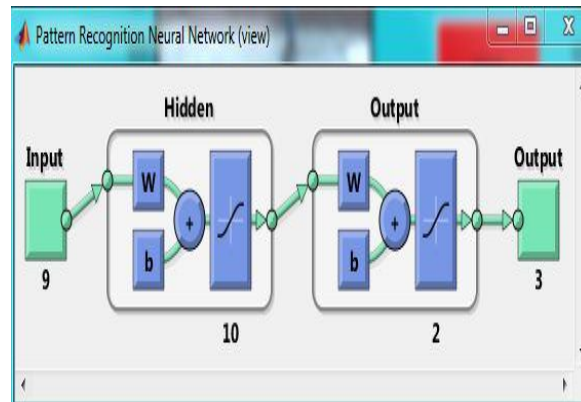 Pattern Recognition Neural Network (view)
Hidden
Output
Input
Output
W
W
+
+
b
b
9
3
10
2